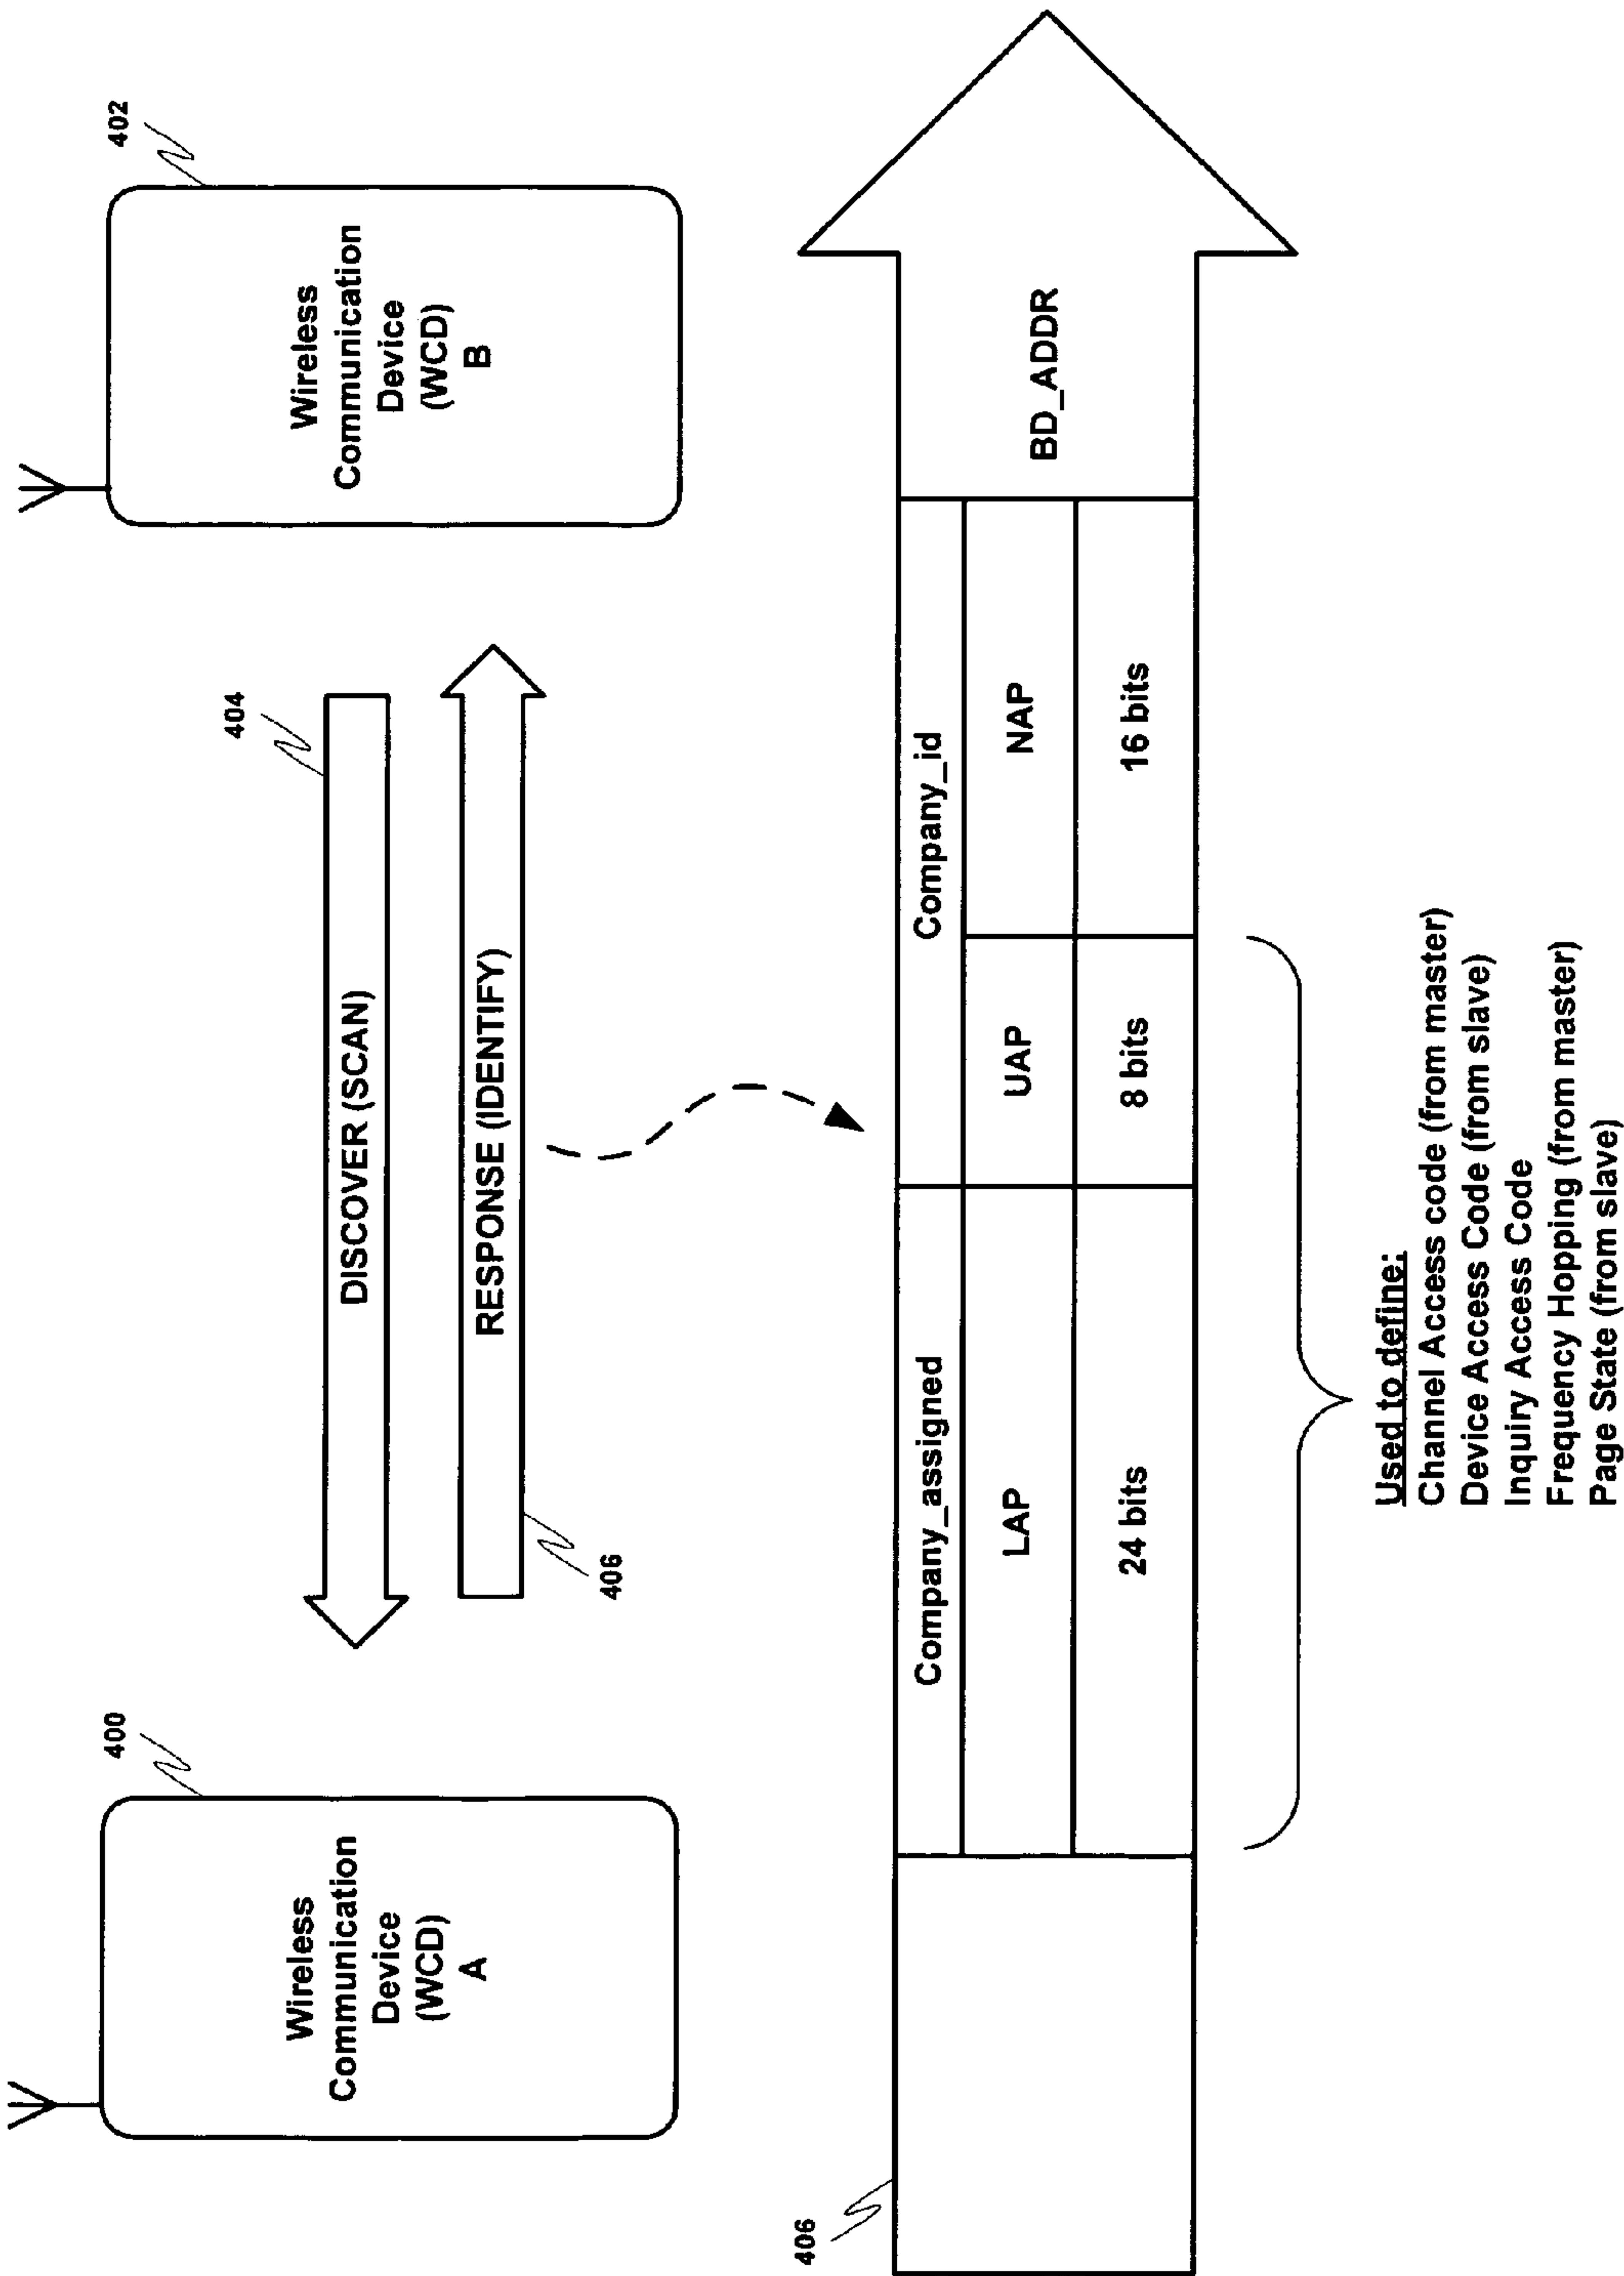 400
Wireless
Communication
Device
(WCD)
A
402
Wireless
Communication
Device
(WCD)
B
404
DISCOVER (SCAN)
RESPONSE (IDENTIFY)
406
406
Company_assigned
Company_id
LAP
UAP
NAP
BD_ADDR
24 bits
8 bits
16 bits
Used to define:
Channel Access code (from master)
Device Access Code (from slave)
Inquiry Access Code
Frequency Hopping (from master)
Page State (from slave)